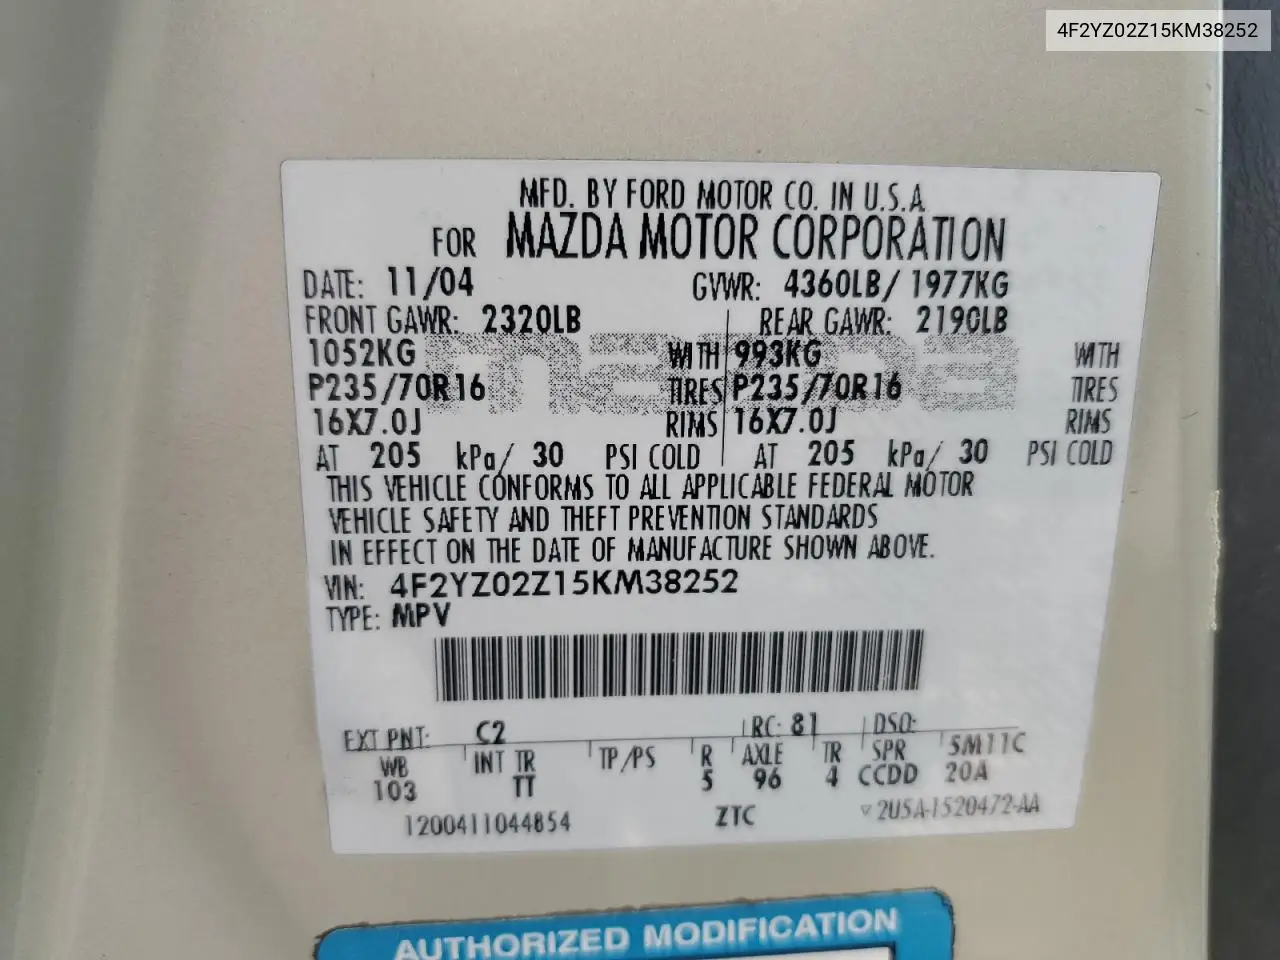 4F2YZ02Z15KM38252
MFD. BY FORD MOTOR CO. IN U.S.A.
FOR MAZDA MOTOR CORPORATION
DATE: 11/04 GVWR: 4360LB/ 1977KG
FRONT GAWR: 2320LB REAR GAWR: 2190LB
1052KG WITH 993KG WITH
P235/70R16 TIRES P235/70R16 TIRES
16X7.0J RIMS 16X7.0J RIMS
AT 205 kPa/ 30 PSI COLD AT 205 kPa/ 30 PSI COLD
mazda
THIS VEHICLE CONFORMS TO ALL APPLICABLE FEDERAL MOTOR
VEHICLE SAFETY AND THEFT PREVENTION STANDARDS
IN EFFECT ON THE DATE OF MANUFACTURE SHOWN ABOVE.
VIN: 4F2YZ02Z15KM38252
TYPE: MPV
EXT PNT: C2 RC: 81 DSO:
WB INT TR TP/PS R AXLE TR SPR 5M11C
103 TT 5 96 4 CCDD 20A
1200411044854 ZTC 2U5A-1520472-AA
AUTHORIZED MODIFICATION